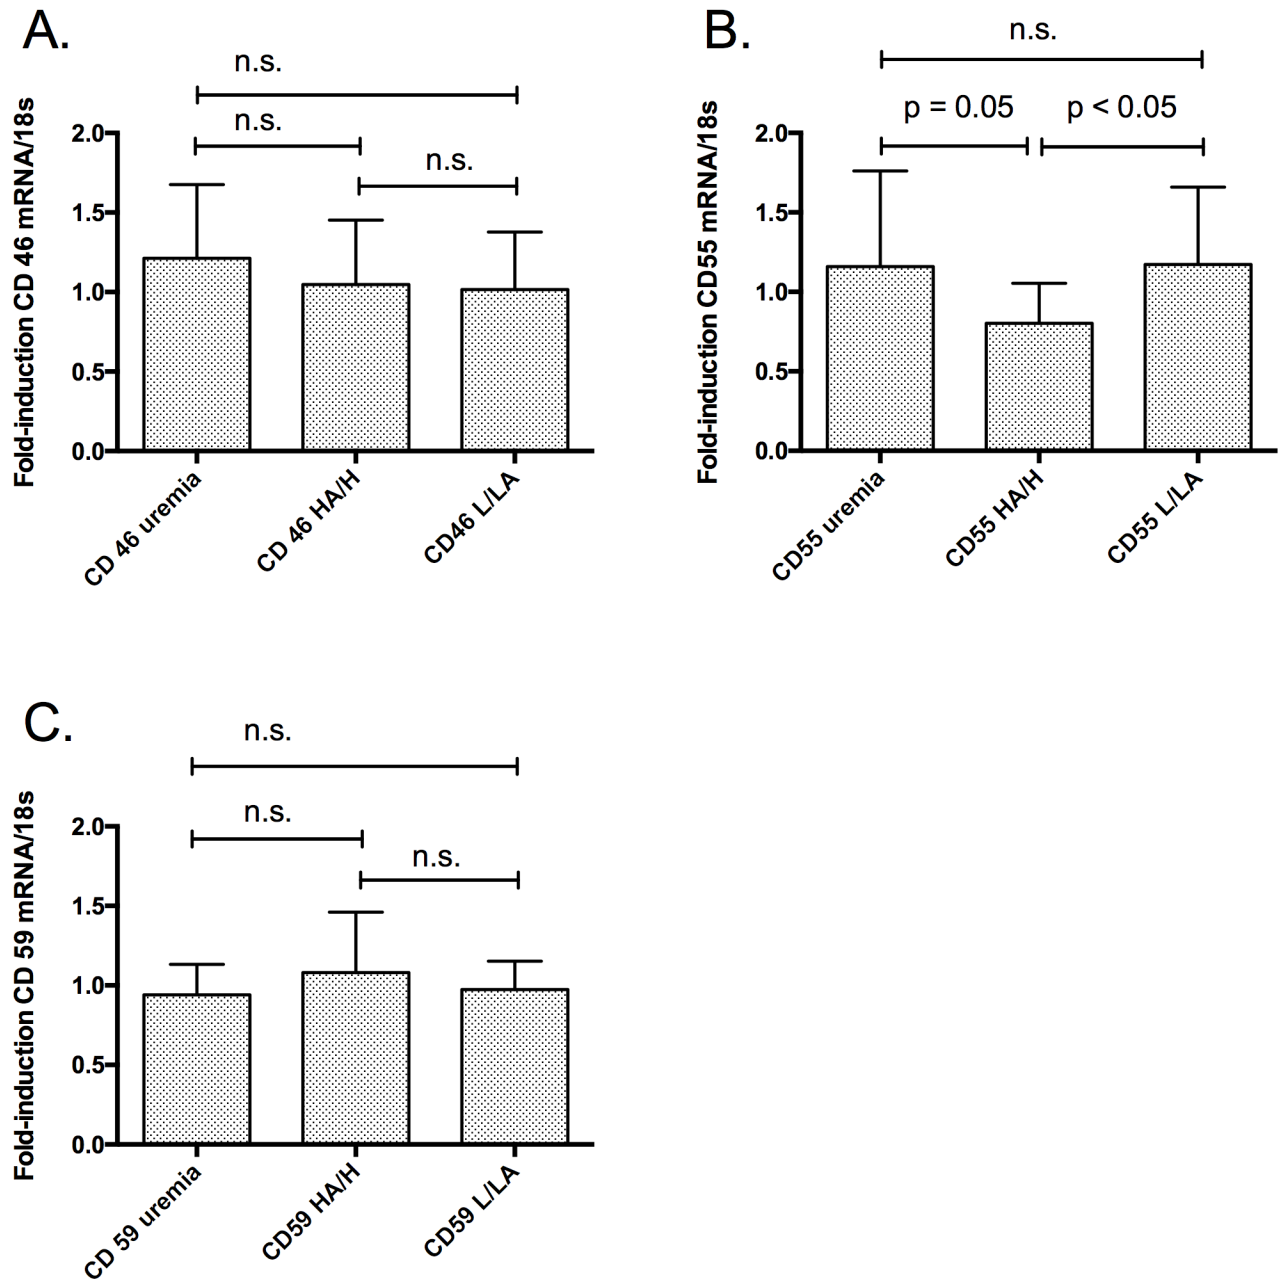 A.
n.s.
n.s.
n.s.
Fold-induction CD 46 mRNA/18s
2.0
1.5
1.0
0.5
0.0
CD 46 uremia
CD 46 HA/H
CD46 L/LA
B.
n.s.
p = 0.05
p < 0.05
Fold-induction CD55 mRNA/18s
2.0
1.5
1.0
0.5
0.0
CD55 uremia
CD55 HA/H
CD55 L/LA
C.
n.s.
n.s.
n.s.
Fold-induction CD 59 mRNA/18s
2.0
1.5
1.0
0.5
0.0
CD 59 uremia
CD59 HA/H
CD59 L/LA